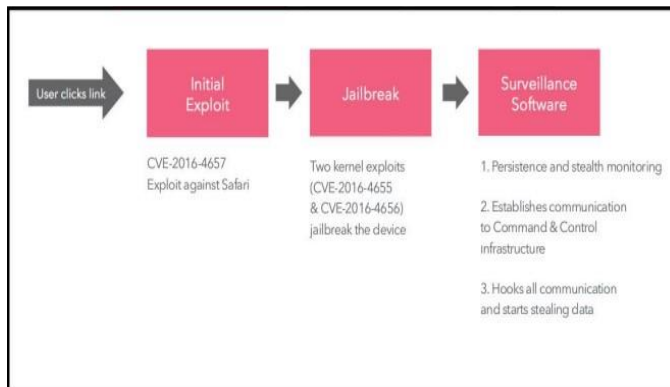 User clicks link
Initial
Exploit
CVE-2016-4657
Exploit against Safari
Jailbreak
Two kernel exploits
(CVE-2016-4655
& CVE-2016-4656)
jailbreak the device
Surveillance
Software
1. Persistence and stealth monitoring
2. Establishes communication
to Command & Control
infrastructure
3. Hooks all communication
and starts stealing data